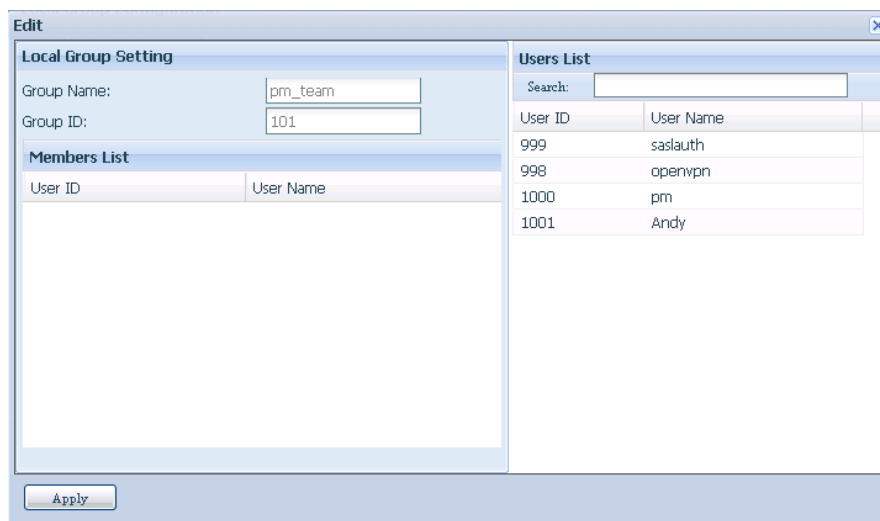 Edit
Local Group Setting
Group Name: pm_team
Group ID: 101
Members List
User ID User Name
Users List
Search:
User ID User Name
999 saslauth
998 openvpn
1000 pm
1001 Andy
Apply